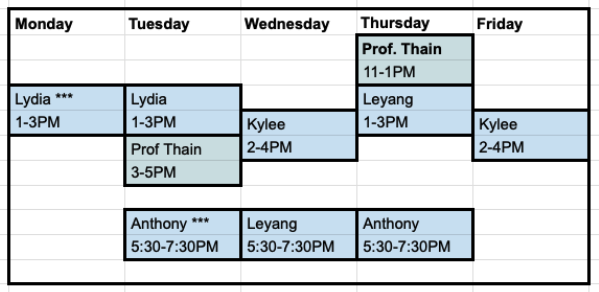 Monday Tuesday Wednesday Thursday Friday
Prof. Thain
11-1PM
Lydia ***
1-3PM
Lydia
1-3PM
Leyang
1-3PM
Kylee
2-4PM
Kylee
2-4PM
Prof Thain
3-5PM
Anthony ***
5:30-7:30PM
Leyang
5:30-7:30PM
Anthony
5:30-7:30PM